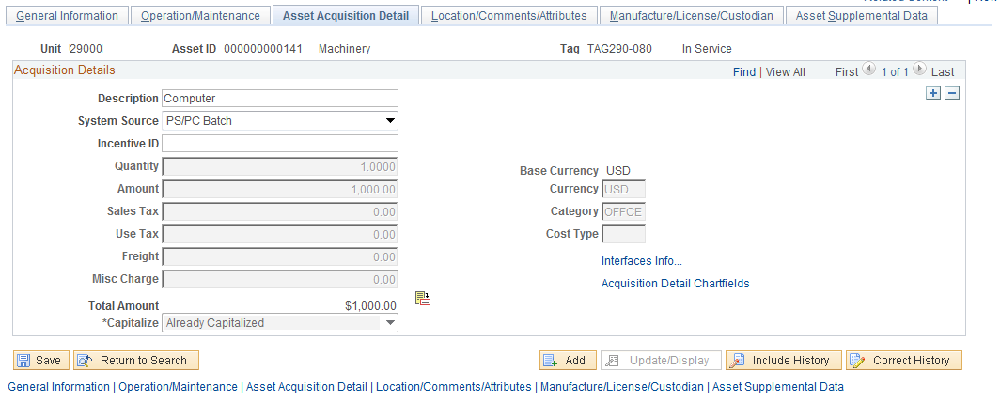 General Information Operation/Maintenance Asset Acquisition Detail Location/Comments/Attributes Manufacture/License/Custodian Asset Supplemental Data
Unit 29000 Asset ID 000000000141 Machinery Tag TAG290-080 In Service
Acquisition Details Find | View All First 1 of 1 Last
Description Computer
System Source PS/PC Batch
Incentive ID
Quantity 1.0000 Base Currency USD
Amount 1,000.00 Currency USD
Sales Tax 0.00 Category OFFCE
Use Tax 0.00 Cost Type
Freight 0.00 Interfaces Info...
Misc Charge 0.00 Acquisition Detail Chartfields
Total Amount $1,000.00
*Capitalize Already Capitalized
Save Return to Search Add Update/Display Include History Correct History
General Information | Operation/Maintenance | Asset Acquisition Detail | Location/Comments/Attributes | Manufacture/License/Custodian | Asset Supplemental Data